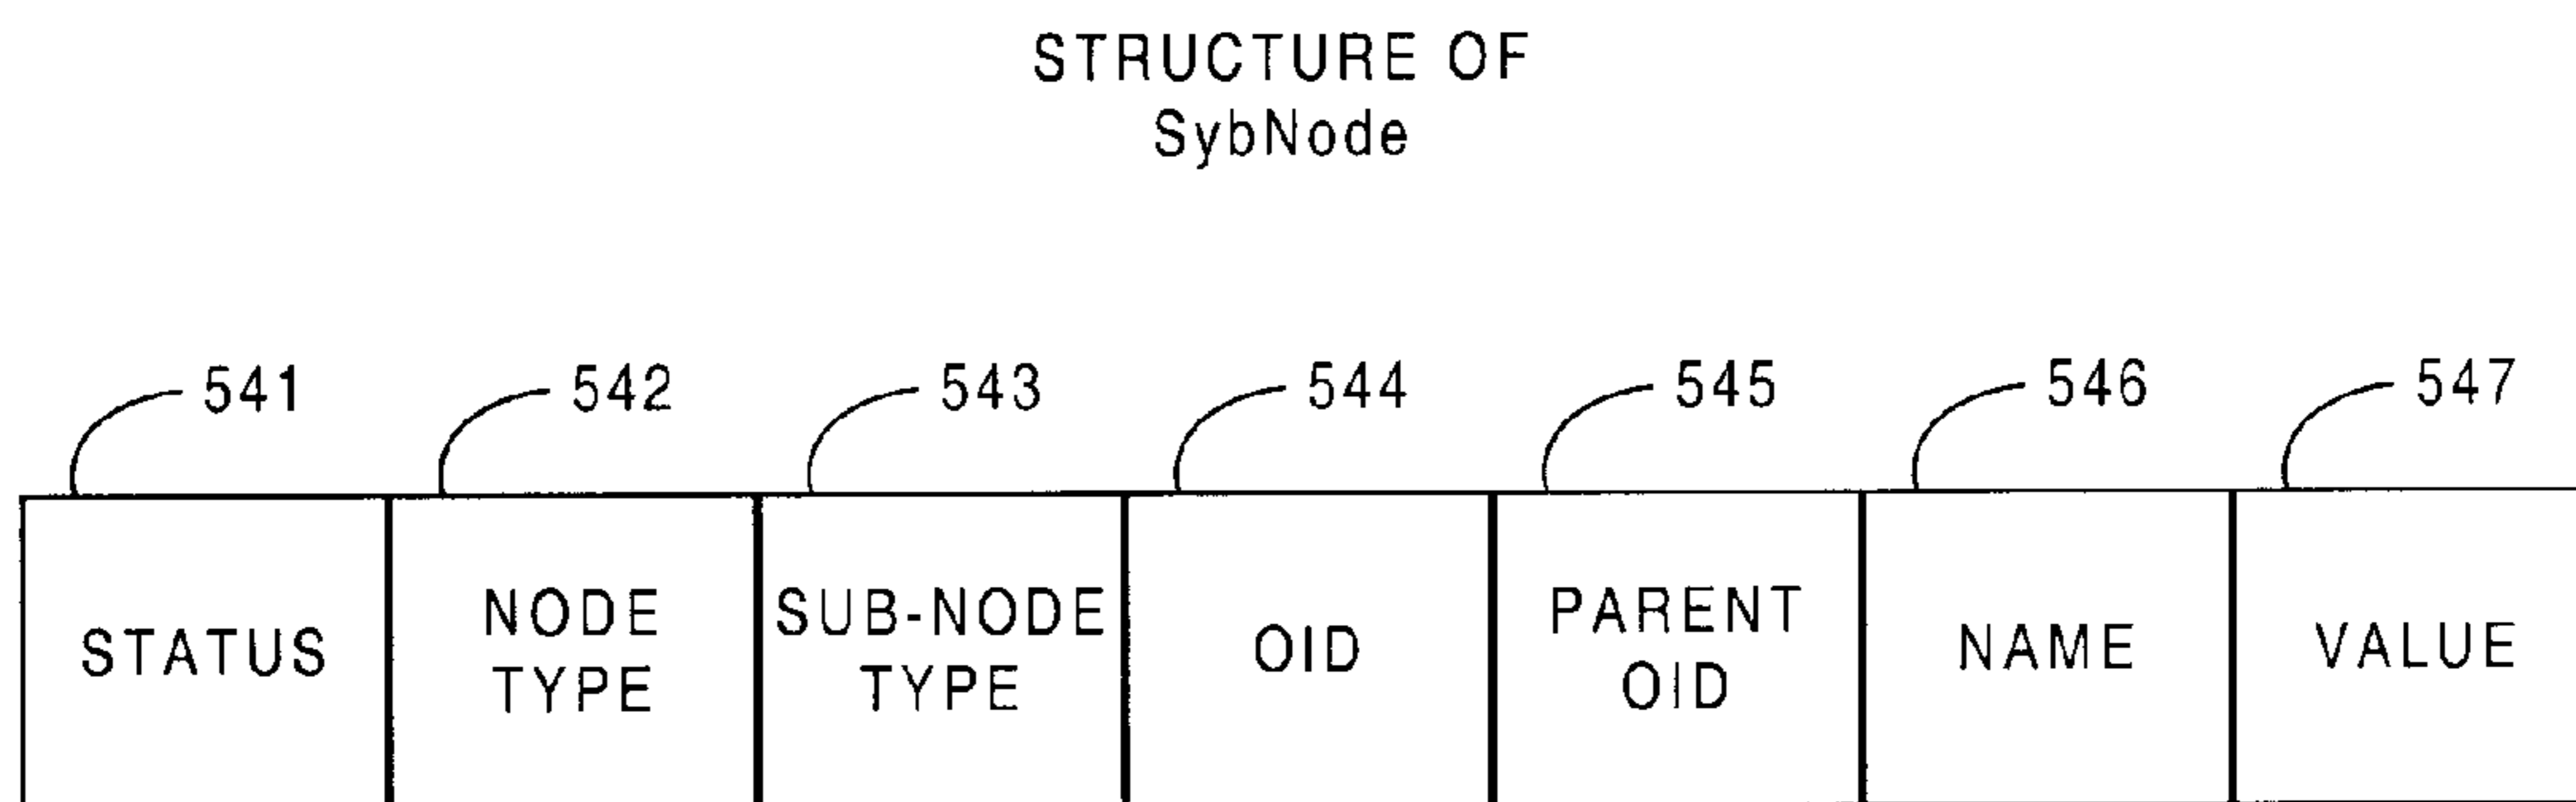 STRUCTURE OF
SybNode
541 542 543 544 545 546 547
STATUS
NODE
TYPE
SUB-NODE
TYPE
OID
PARENT
OID
NAME
VALUE